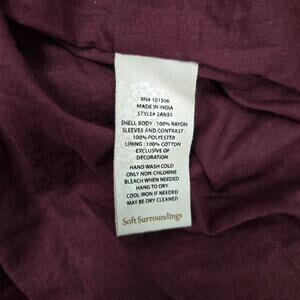 RN# 101206
MADE IN INDIA
STYLE# 2AN35
SHELL BODY : 100% RAYON
SLEEVES AND CONTRAST :
100% POLYESTER
LINING : 100% COTTON
EXCLUSIVE OF
DECORATION
HAND WASH COLD
ONLY NON-CHLORINE
BLEACH WHEN NEEDED
HANG TO DRY
COOL IRON IF NEEDED
MAY BE DRY CLEANED
Soft Surroundings